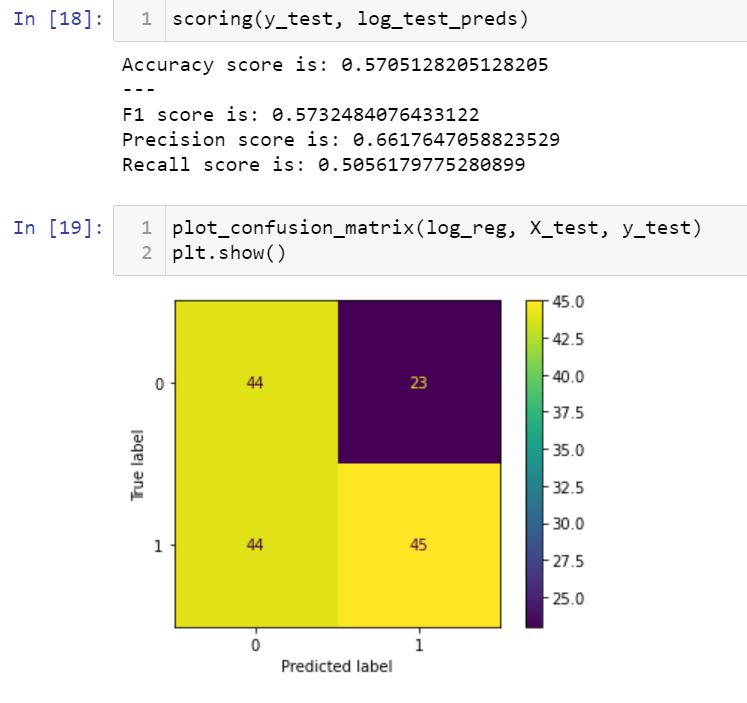 In [18]: 1 scoring(y_test, log_test_preds)
Accuracy score is: 0.5705128205128205
---
F1 score is: 0.5732484076433122
Precision score is: 0.6617647058823529
Recall score is: 0.5056179775280899
In [19]: 1 plot_confusion_matrix(log_reg, X_test, y_test)
2 plt.show()
45.0
42.5
40.0
37.5
35.0
32.5
30.0
27.5
25.0
True label
0 44 23
1 44 45
0 1
Predicted label